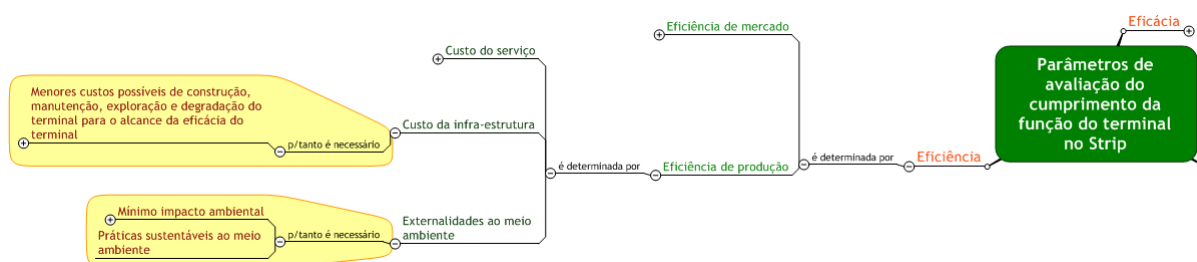 Eficácia
Parâmetros de
avaliação do
cumprimento da
função do terminal
no Strip
Eficiência
é determinada por
Eficiência de mercado
Eficiência de produção
é determinada por
Custo do serviço
Custo da infra-estrutura
p/tanto é necessário
Menores custos possíveis de construção,
manutenção, exploração e degradação do
terminal para o alcance da eficácia do
terminal
Externalidades ao meio
ambiente
p/tanto é necessário
Mínimo impacto ambiental
Práticas sustentáveis ao meio
ambiente